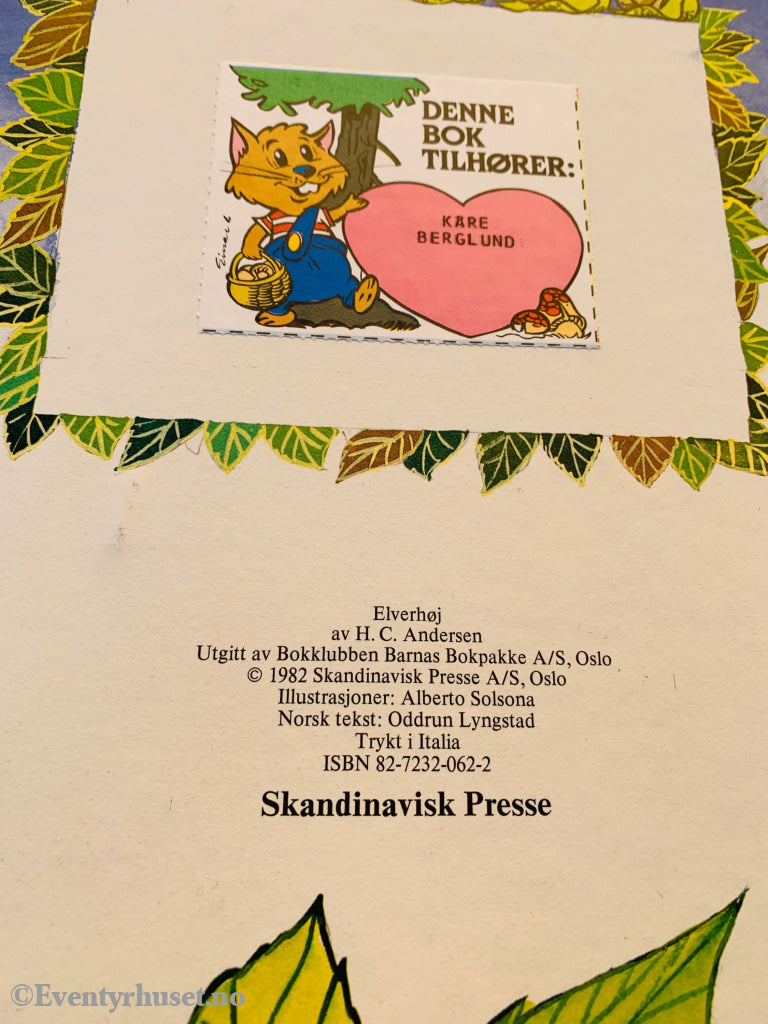 DENNE
BOK
TILHØRER:
KÅRE
BERGLUND
Elverhøj
av H. C. Andersen
Utgitt av Bokklubben Barnas Bokpakke A/S, Oslo
© 1982 Skandinavisk Presse A/S, Oslo
Illustrasjoner: Alberto Solsona
Norsk tekst: Oddrun Lyngstad
Trykt i Italia
ISBN 82-7232-062-2
Skandinavisk Presse
©Eventyrhuset.no